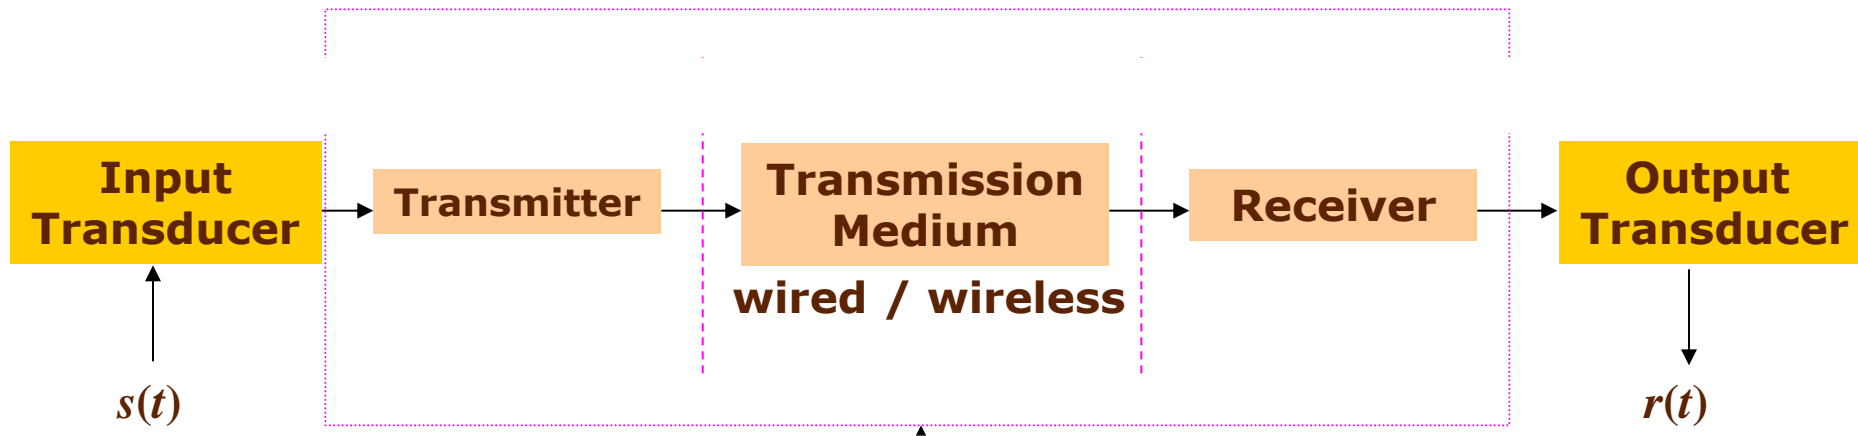 Input
Transducer
Transmitter
Transmission
Medium
wired / wireless
Receiver
Output
Transducer
s(t)
r(t)